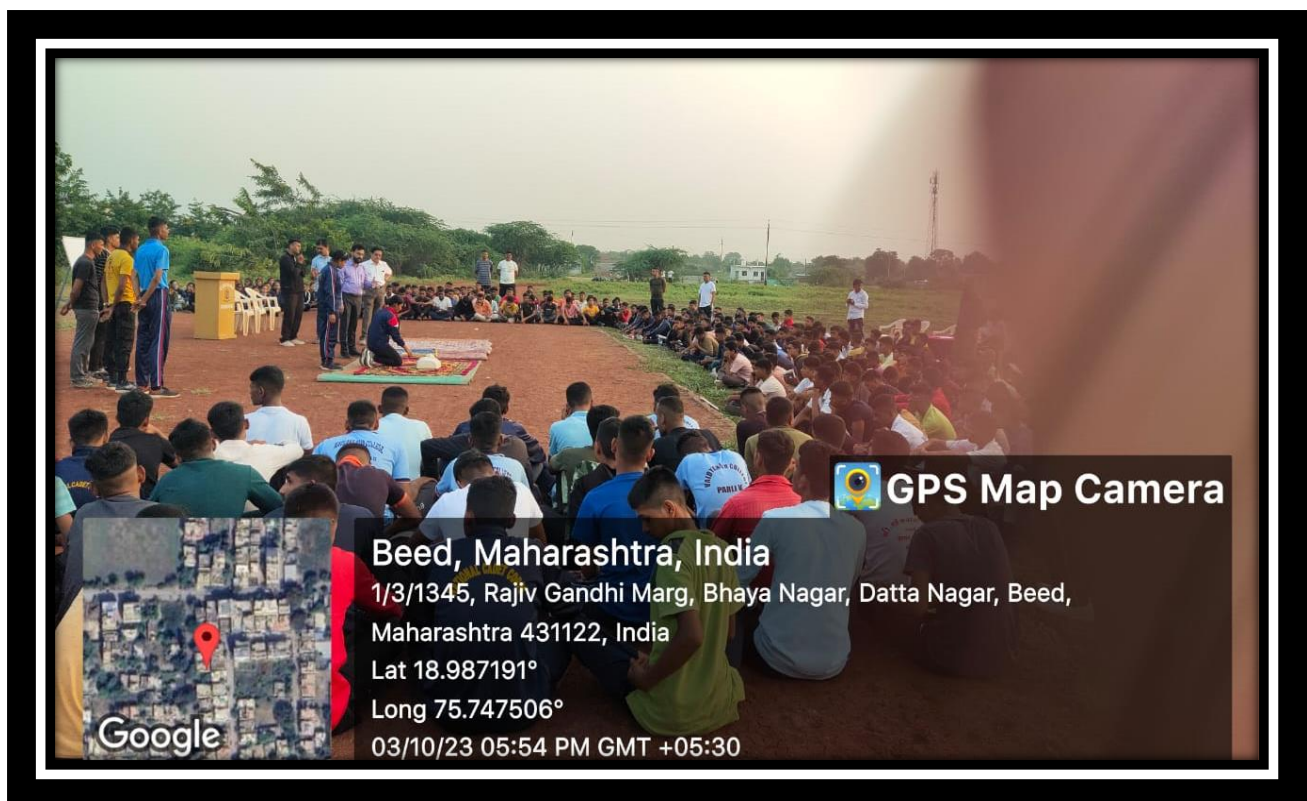 GPS Map Camera
Beed, Maharashtra, India
1/3/1345, Rajiv Gandhi Marg, Bhaya Nagar, Datta Nagar, Beed,
Maharashtra 431122, India
Lat 18.987191°
Long 75.747506°
03/10/23 05:54 PM GMT +05:30
Google